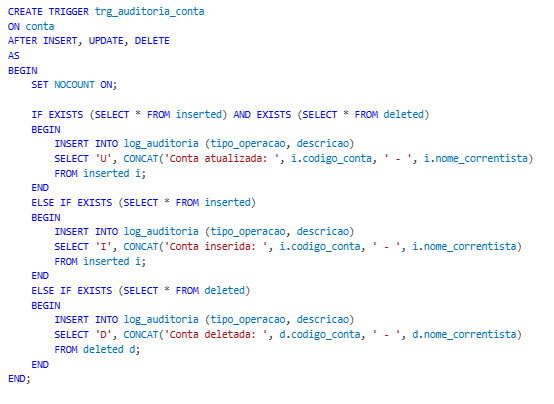 CREATE TRIGGER trg_auditoria_conta
ON conta
AFTER INSERT, UPDATE, DELETE
AS
BEGIN
    SET NOCOUNT ON;

    IF EXISTS (SELECT * FROM inserted) AND EXISTS (SELECT * FROM deleted)
    BEGIN
        INSERT INTO log_auditoria (tipo_operacao, descricao)
        SELECT 'U', CONCAT('Conta atualizada: ', i.codigo_conta, ' - ', i.nome_correntista)
        FROM inserted i;
    END
    ELSE IF EXISTS (SELECT * FROM inserted)
    BEGIN
        INSERT INTO log_auditoria (tipo_operacao, descricao)
        SELECT 'I', CONCAT('Conta inserida: ', i.codigo_conta, ' - ', i.nome_correntista)
        FROM inserted i;
    END
    ELSE IF EXISTS (SELECT * FROM deleted)
    BEGIN
        INSERT INTO log_auditoria (tipo_operacao, descricao)
        SELECT 'D', CONCAT('Conta deletada: ', d.codigo_conta, ' - ', d.nome_correntista)
        FROM deleted d;
    END
END;